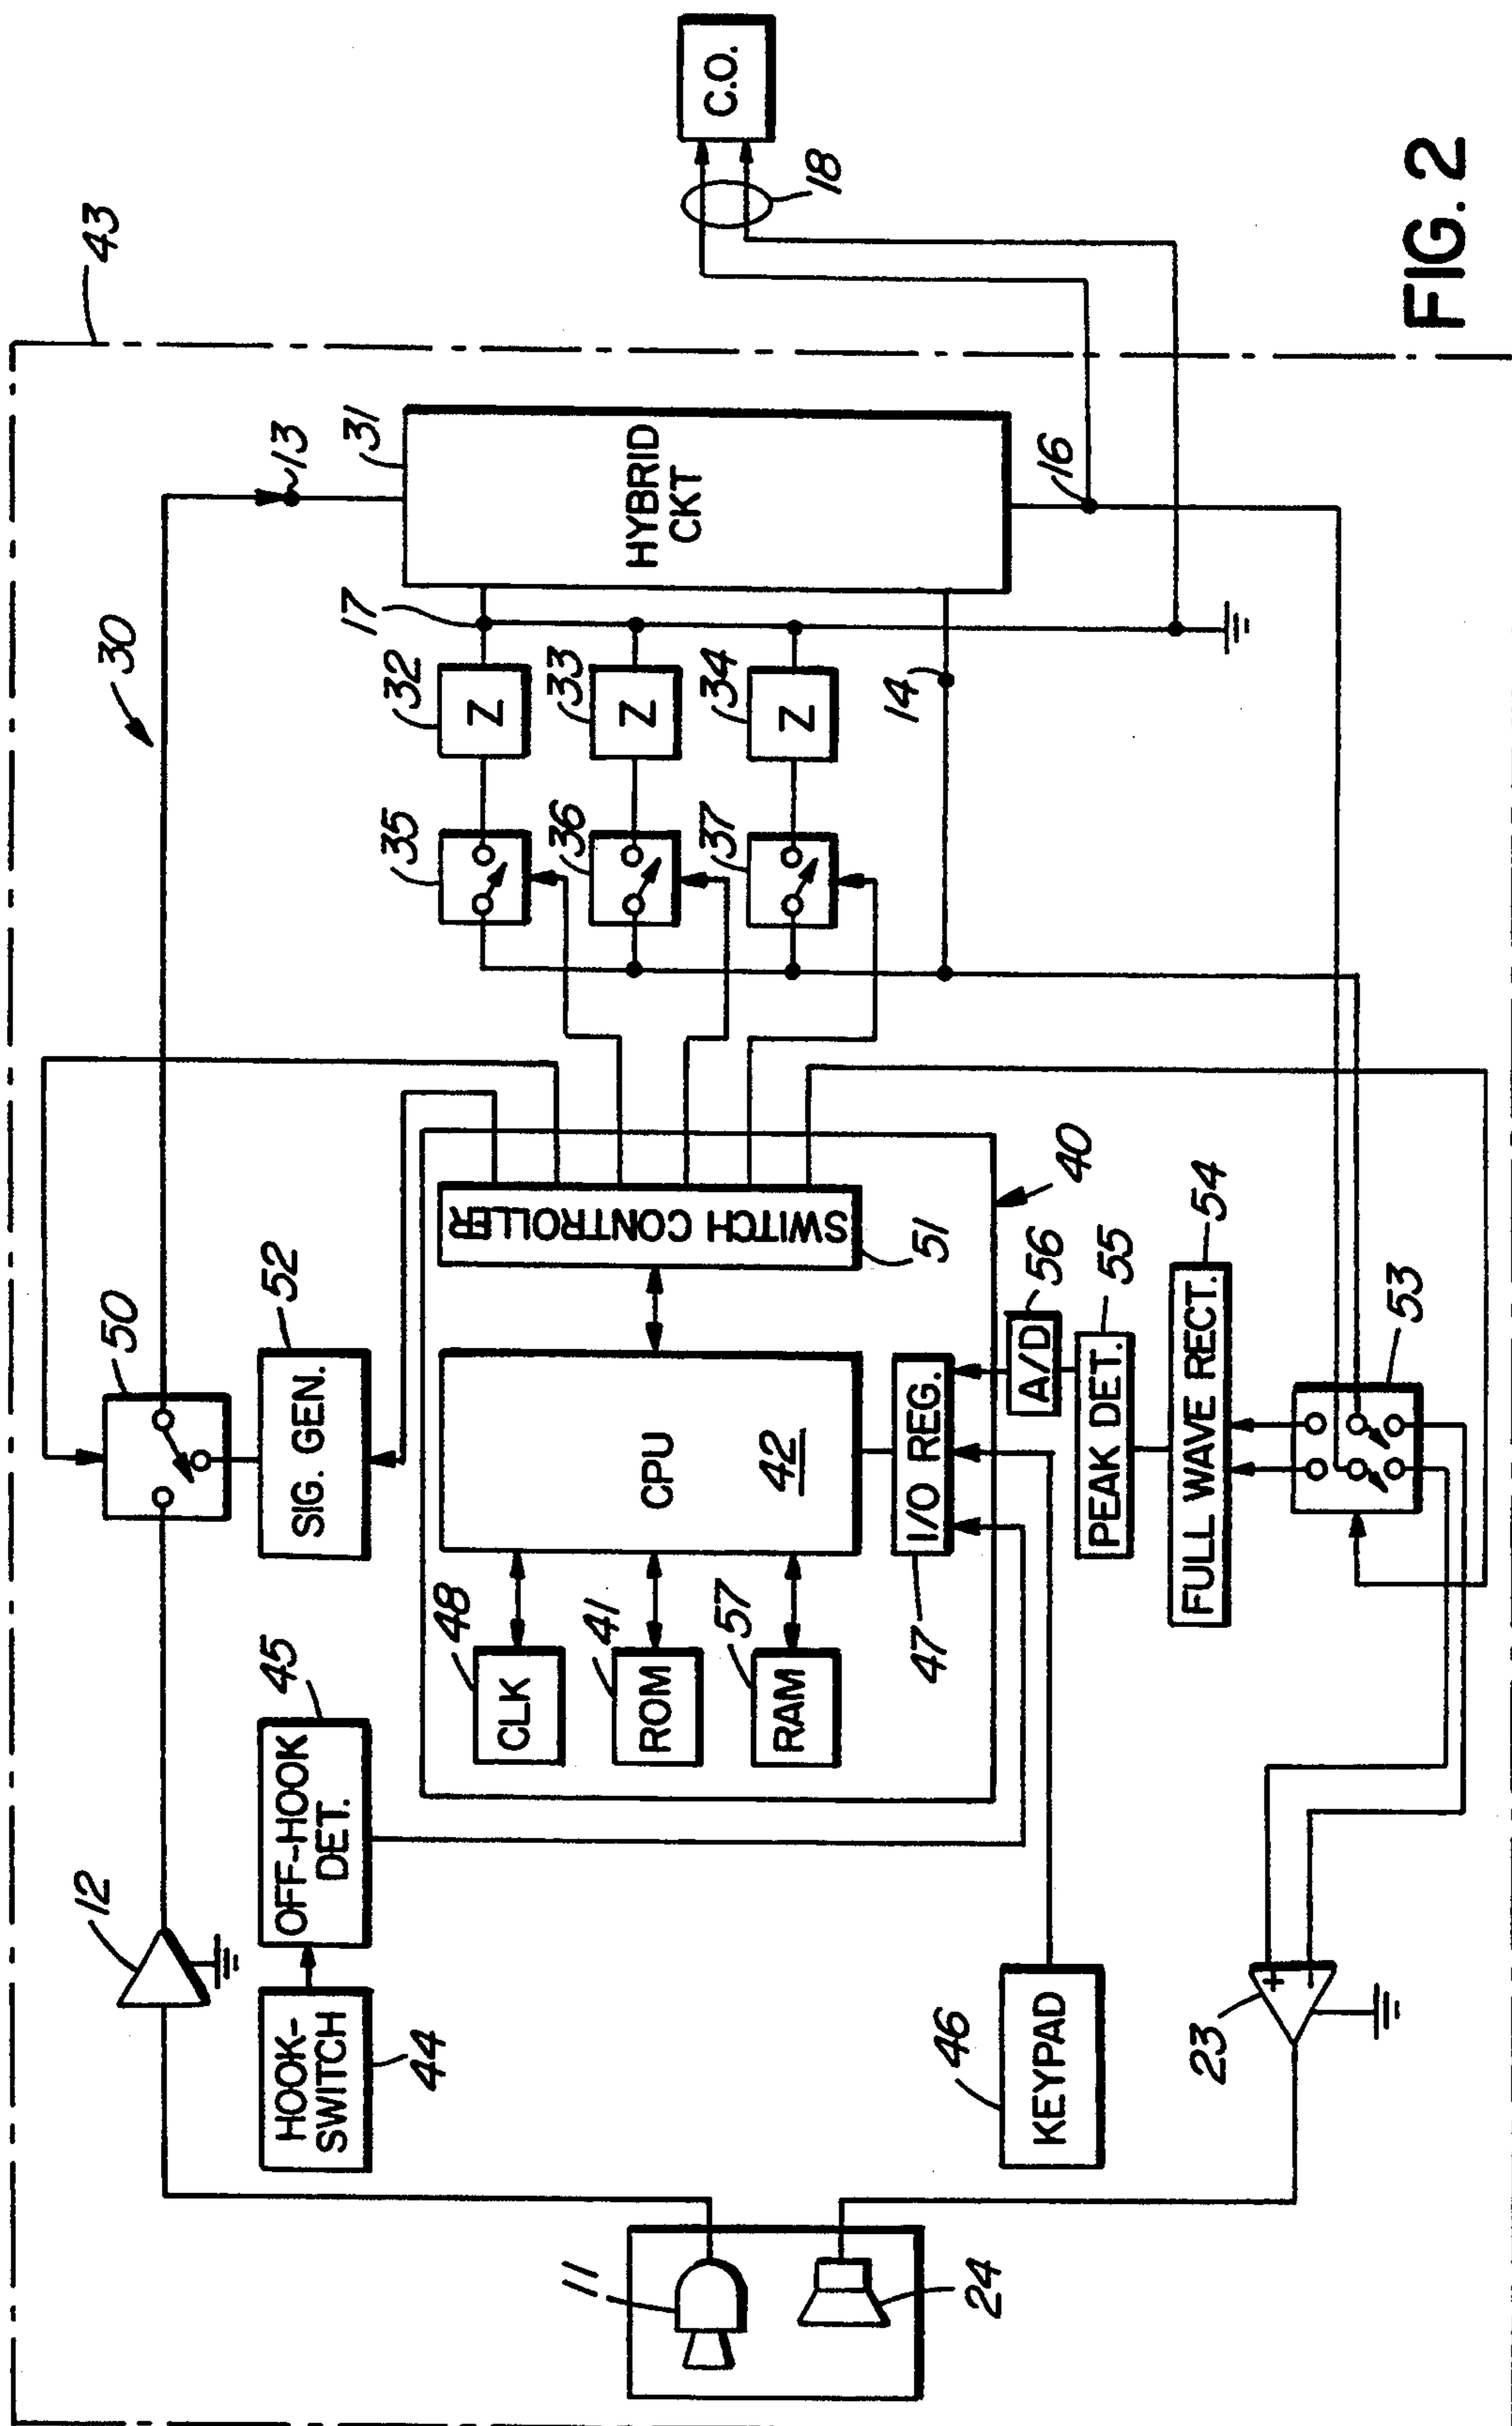 43
30
13
31
HYBRID
CKT
C.O.
18
16
17
32
Z
33
Z
34
Z
14
35
36
37
50
52
SIG. GEN.
SWITCH CONTROLLER
51
40
CPU
42
I/O REG.
47
A/D
56
PEAK DET.
55
FULL WAVE RECT.
54
53
48
CLK
41
ROM
57
RAM
12
45
OFF-HOOK
DET.
HOOK-
SWITCH
44
46
KEYPAD
23
+
−
11
24
FIG. 2